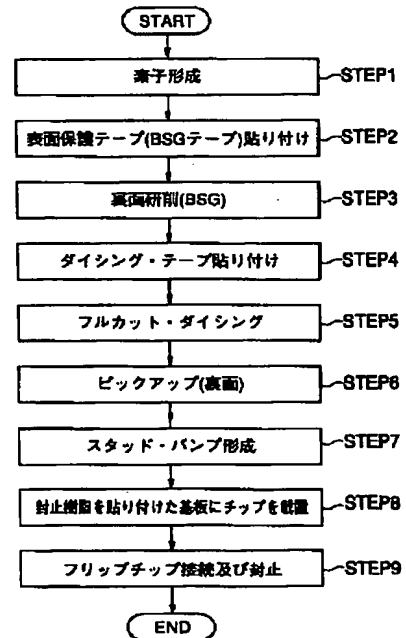 START
素子形成 STEP1
表面保護テープ(BSGテープ)貼り付け STEP2
裏面研削(BSG) STEP3
ダイシング・テープ貼り付け STEP4
フルカット・ダイシング STEP5
ピックアップ(裏面) STEP6
スタッド・バンプ形成 STEP7
封止樹脂を貼り付けた基板にチップを載置 STEP8
フリップチップ接続及び封止 STEP9
END